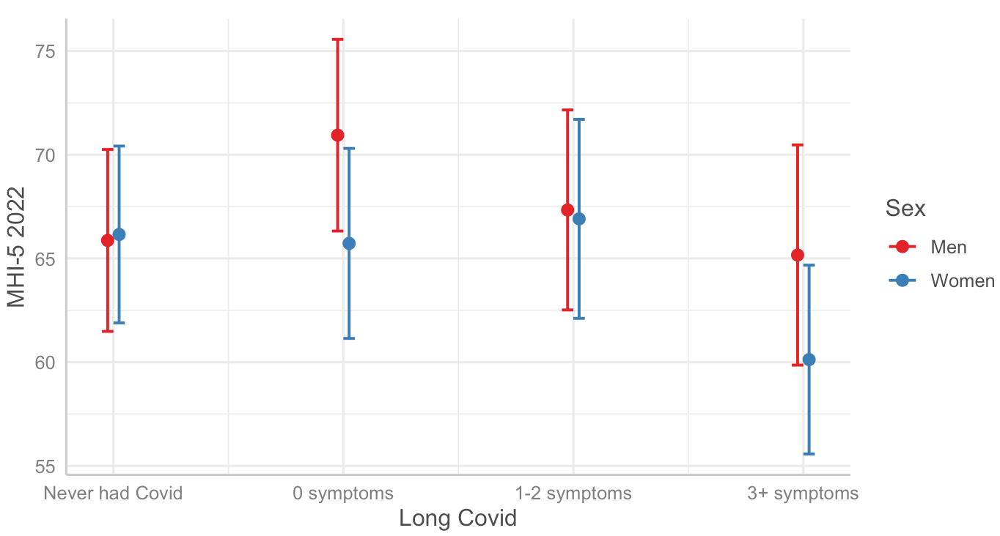 75
70
65
60
55
MHI-5 2022
Never had Covid
0 symptoms
1-2 symptoms
3+ symptoms
Long Covid
Sex
Men
Women